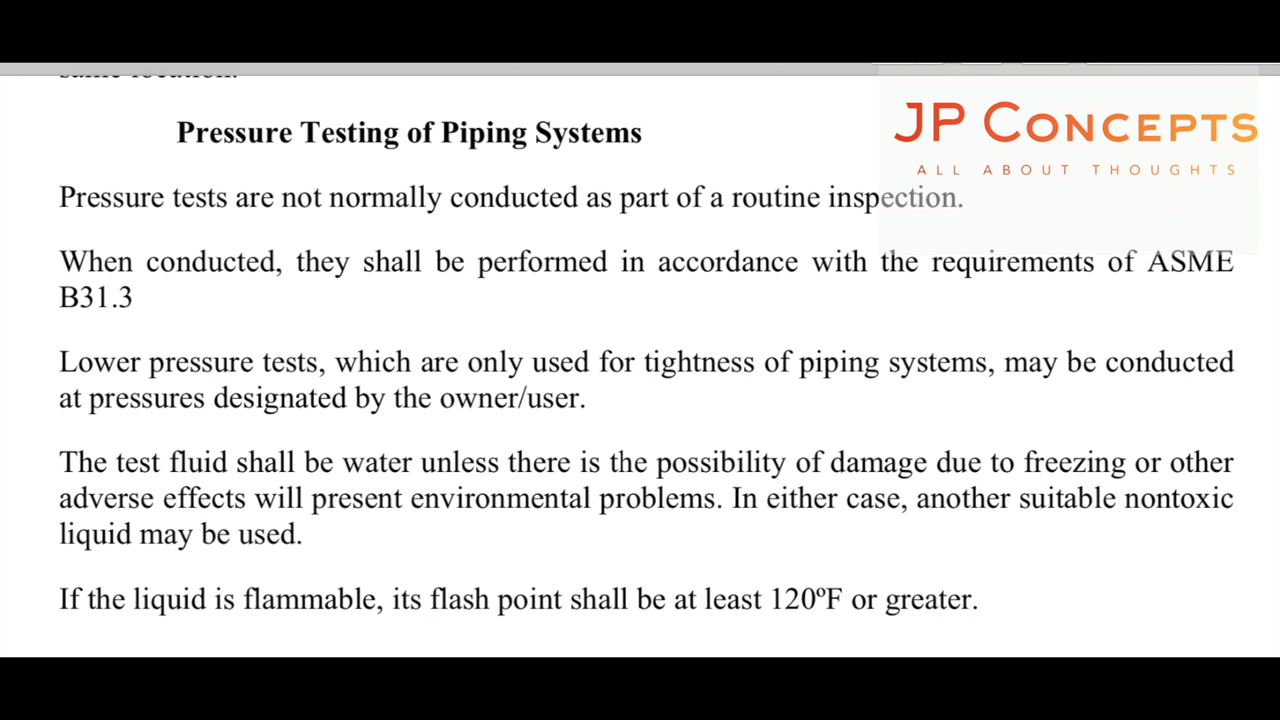 same location.
Pressure Testing of Piping Systems
JP CONCEPTS
ALL ABOUT THOUGHTS
Pressure tests are not normally conducted as part of a routine inspection.
When conducted, they shall be performed in accordance with the requirements of ASME
B31.3
Lower pressure tests, which are only used for tightness of piping systems, may be conducted
at pressures designated by the owner/user.
The test fluid shall be water unless there is the possibility of damage due to freezing or other
adverse effects will present environmental problems. In either case, another suitable nontoxic
liquid may be used.
If the liquid is flammable, its flash point shall be at least 120ºF or greater.